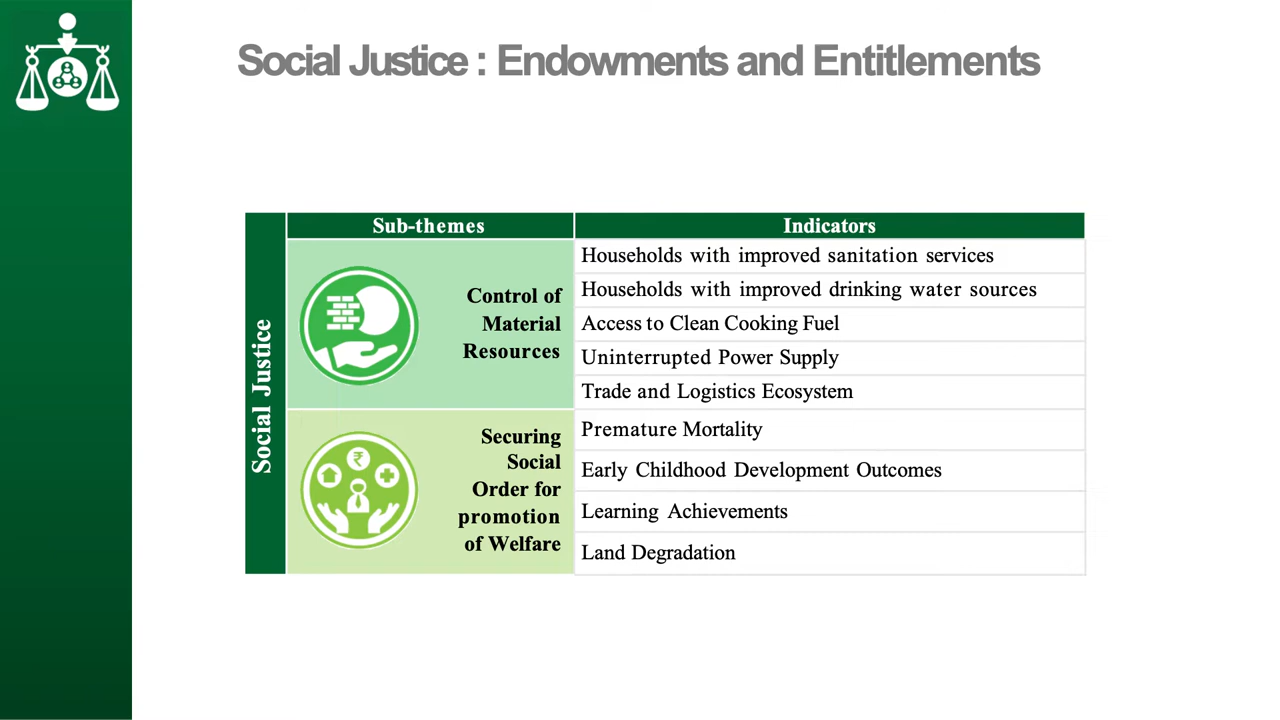 Social Justice : Endowments and Entitlements
Sub-themes
Indicators
Social Justice
Control of
Material
Resources
Households with improved sanitation services
Households with improved drinking water sources
Access to Clean Cooking Fuel
Uninterrupted Power Supply
Trade and Logistics Ecosystem
Securing
Social
Order for
promotion
of Welfare
₹
Premature Mortality
Early Childhood Development Outcomes
Learning Achievements
Land Degradation